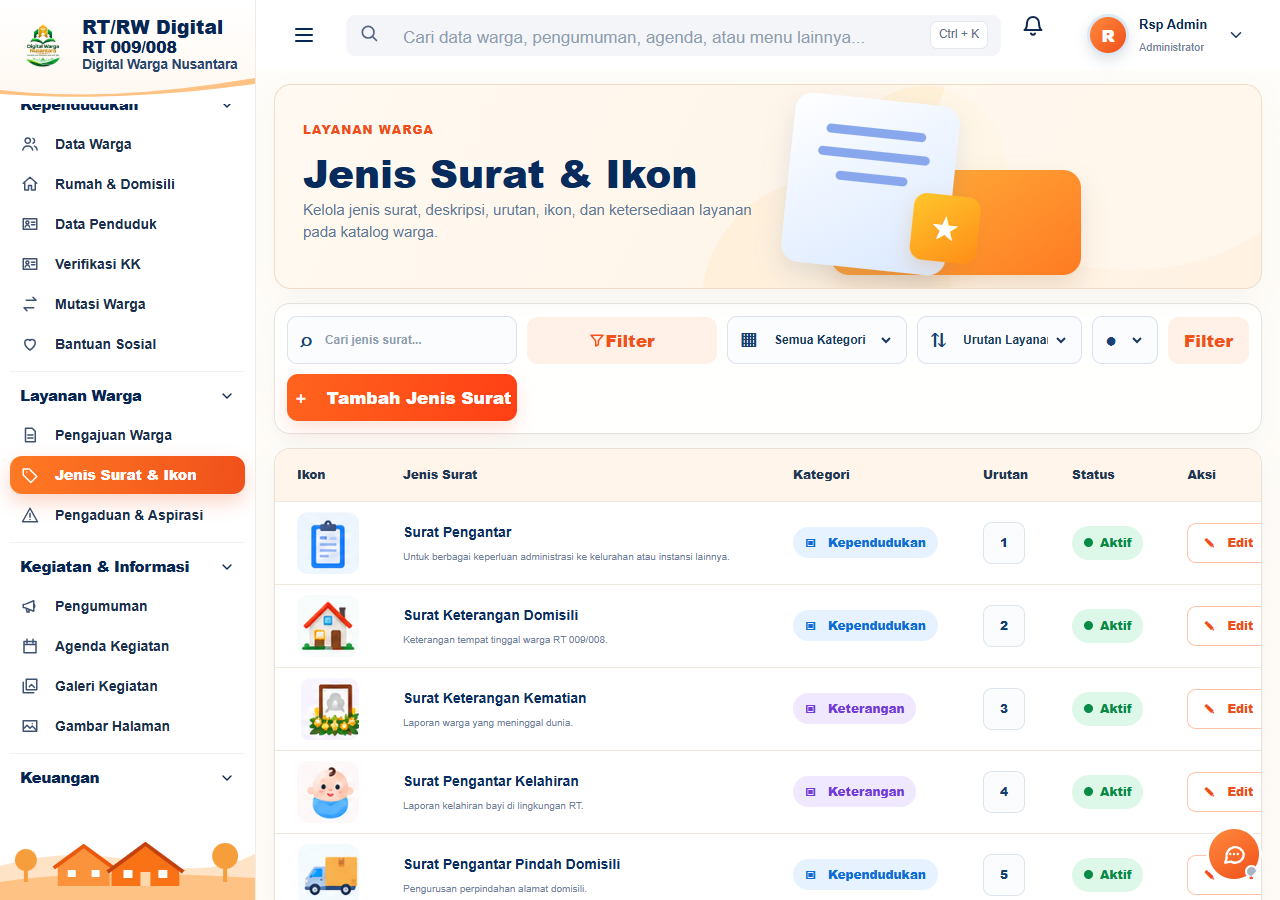 RT/RW Digital
RT 009/008
Digital Warga Nusantara
Cari data warga, pengumuman, agenda, atau menu lainnya...
Ctrl + K
Rsp Admin
Administrator
R
Kependudukan
Data Warga
Rumah & Domisili
Data Penduduk
Verifikasi KK
Mutasi Warga
Bantuan Sosial
Layanan Warga
Pengajuan Warga
Jenis Surat & Ikon
Pengaduan & Aspirasi
Kegiatan & Informasi
Pengumuman
Agenda Kegiatan
Galeri Kegiatan
Gambar Halaman
Keuangan
LAYANAN WARGA
Jenis Surat & Ikon
Kelola jenis surat, deskripsi, urutan, ikon, dan ketersediaan layanan
pada katalog warga.
Cari jenis surat...
Filter
Semua Kategori
Urutan Layanan
Filter
+ Tambah Jenis Surat
Ikon Jenis Surat Kategori Urutan Status Aksi
Surat Pengantar
Untuk berbagai keperluan administrasi ke kelurahan atau instansi lainnya.
Kependudukan 1 Aktif Edit
Surat Keterangan Domisili
Keterangan tempat tinggal warga RT 009/008.
Kependudukan 2 Aktif Edit
Surat Keterangan Kematian
Laporan warga yang meninggal dunia.
Keterangan 3 Aktif Edit
Surat Pengantar Kelahiran
Laporan kelahiran bayi di lingkungan RT.
Keterangan 4 Aktif Edit
Surat Pengantar Pindah Domisili
Pengurusan perpindahan alamat domisili.
Kependudukan 5 Aktif